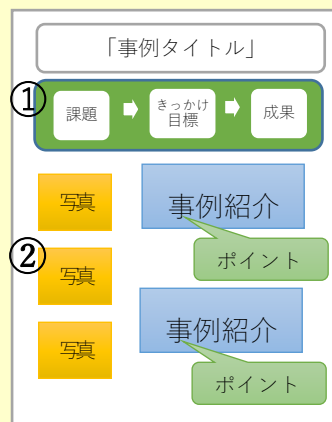 「事例タイトル」
①
課題
きっかけ
目標
成果
②
写真
事例紹介
ポイント
写真
事例紹介
写真
ポイント